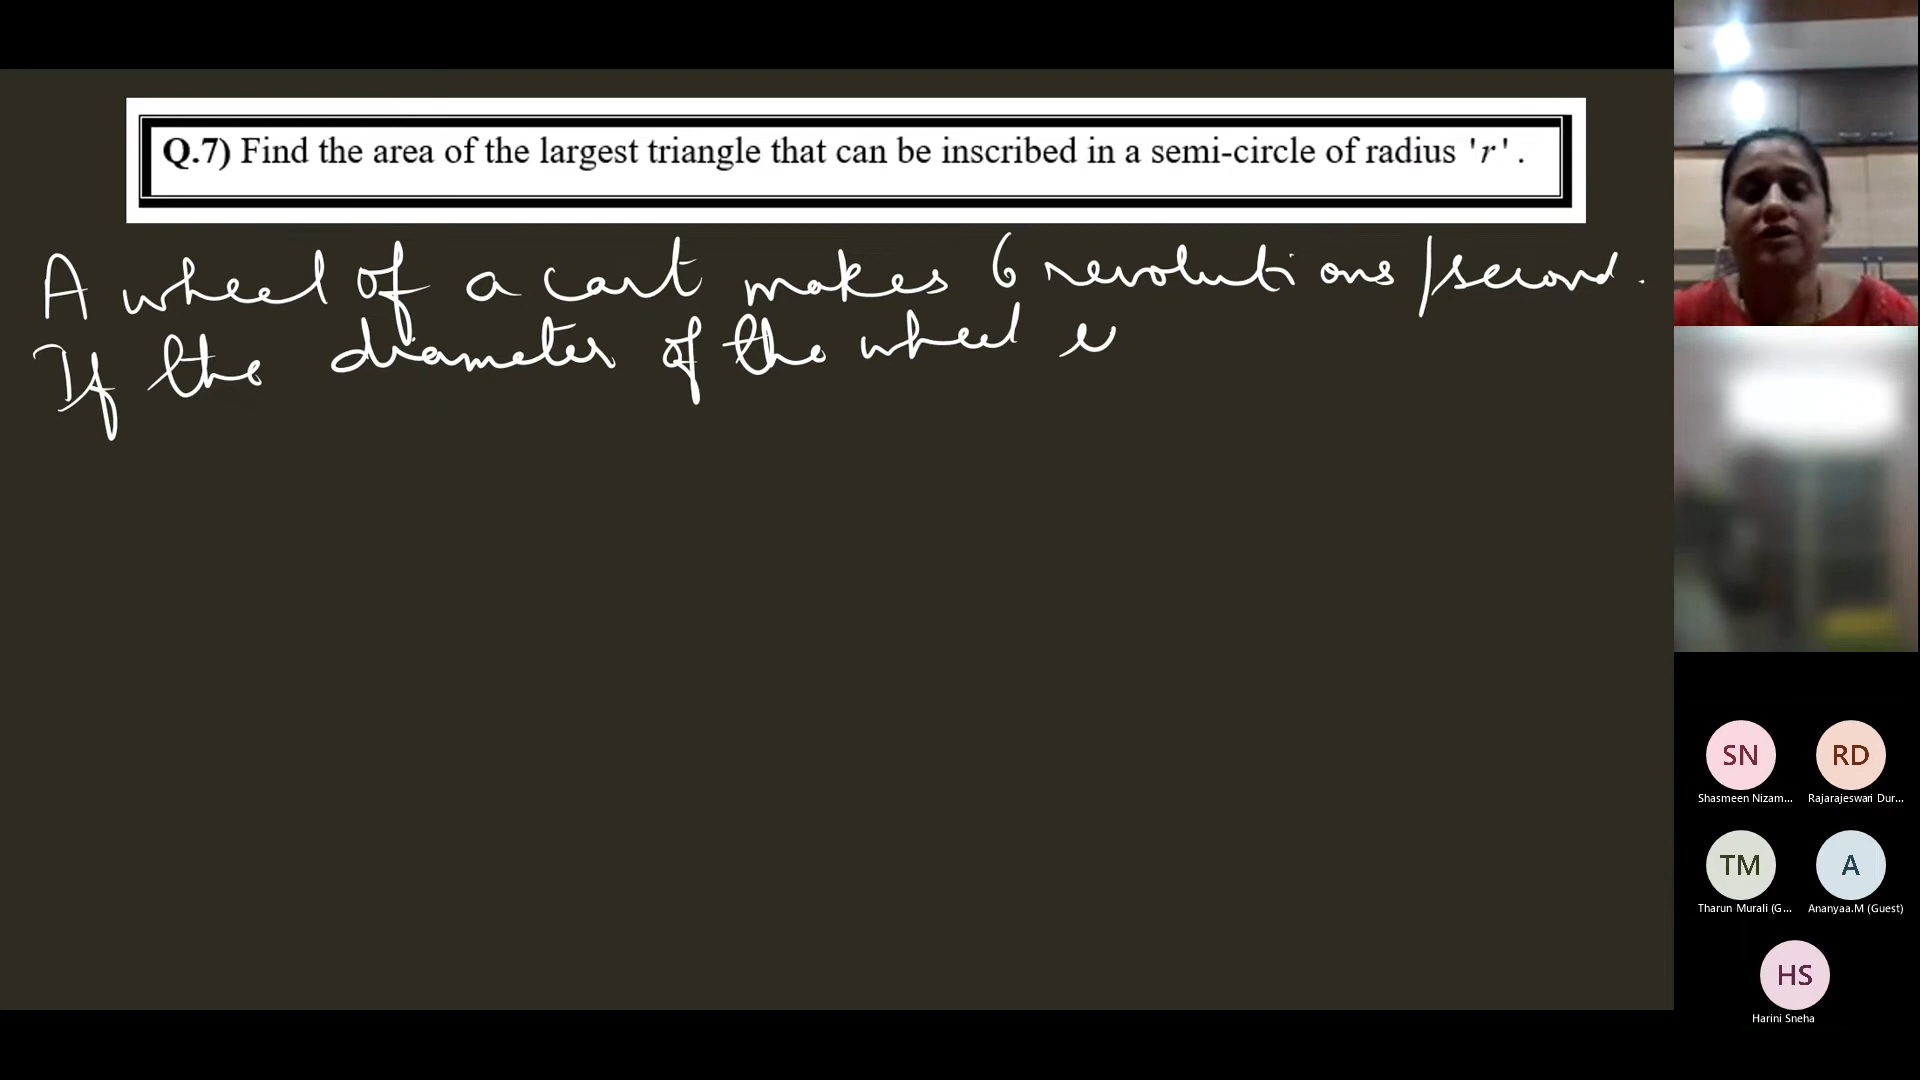 Q.7) Find the area of the largest triangle that can be inscribed in a semi-circle of radius 'r'.
A wheel of a cart makes 6 revolutions/second.
If the diameter of the wheel is
SN
RD
Shasmeen Nizam...
Rajarajeswari Dur...
TM
A
Tharun Murali (G...
Ananyaa.M (Guest)
HS
Harini Sneha